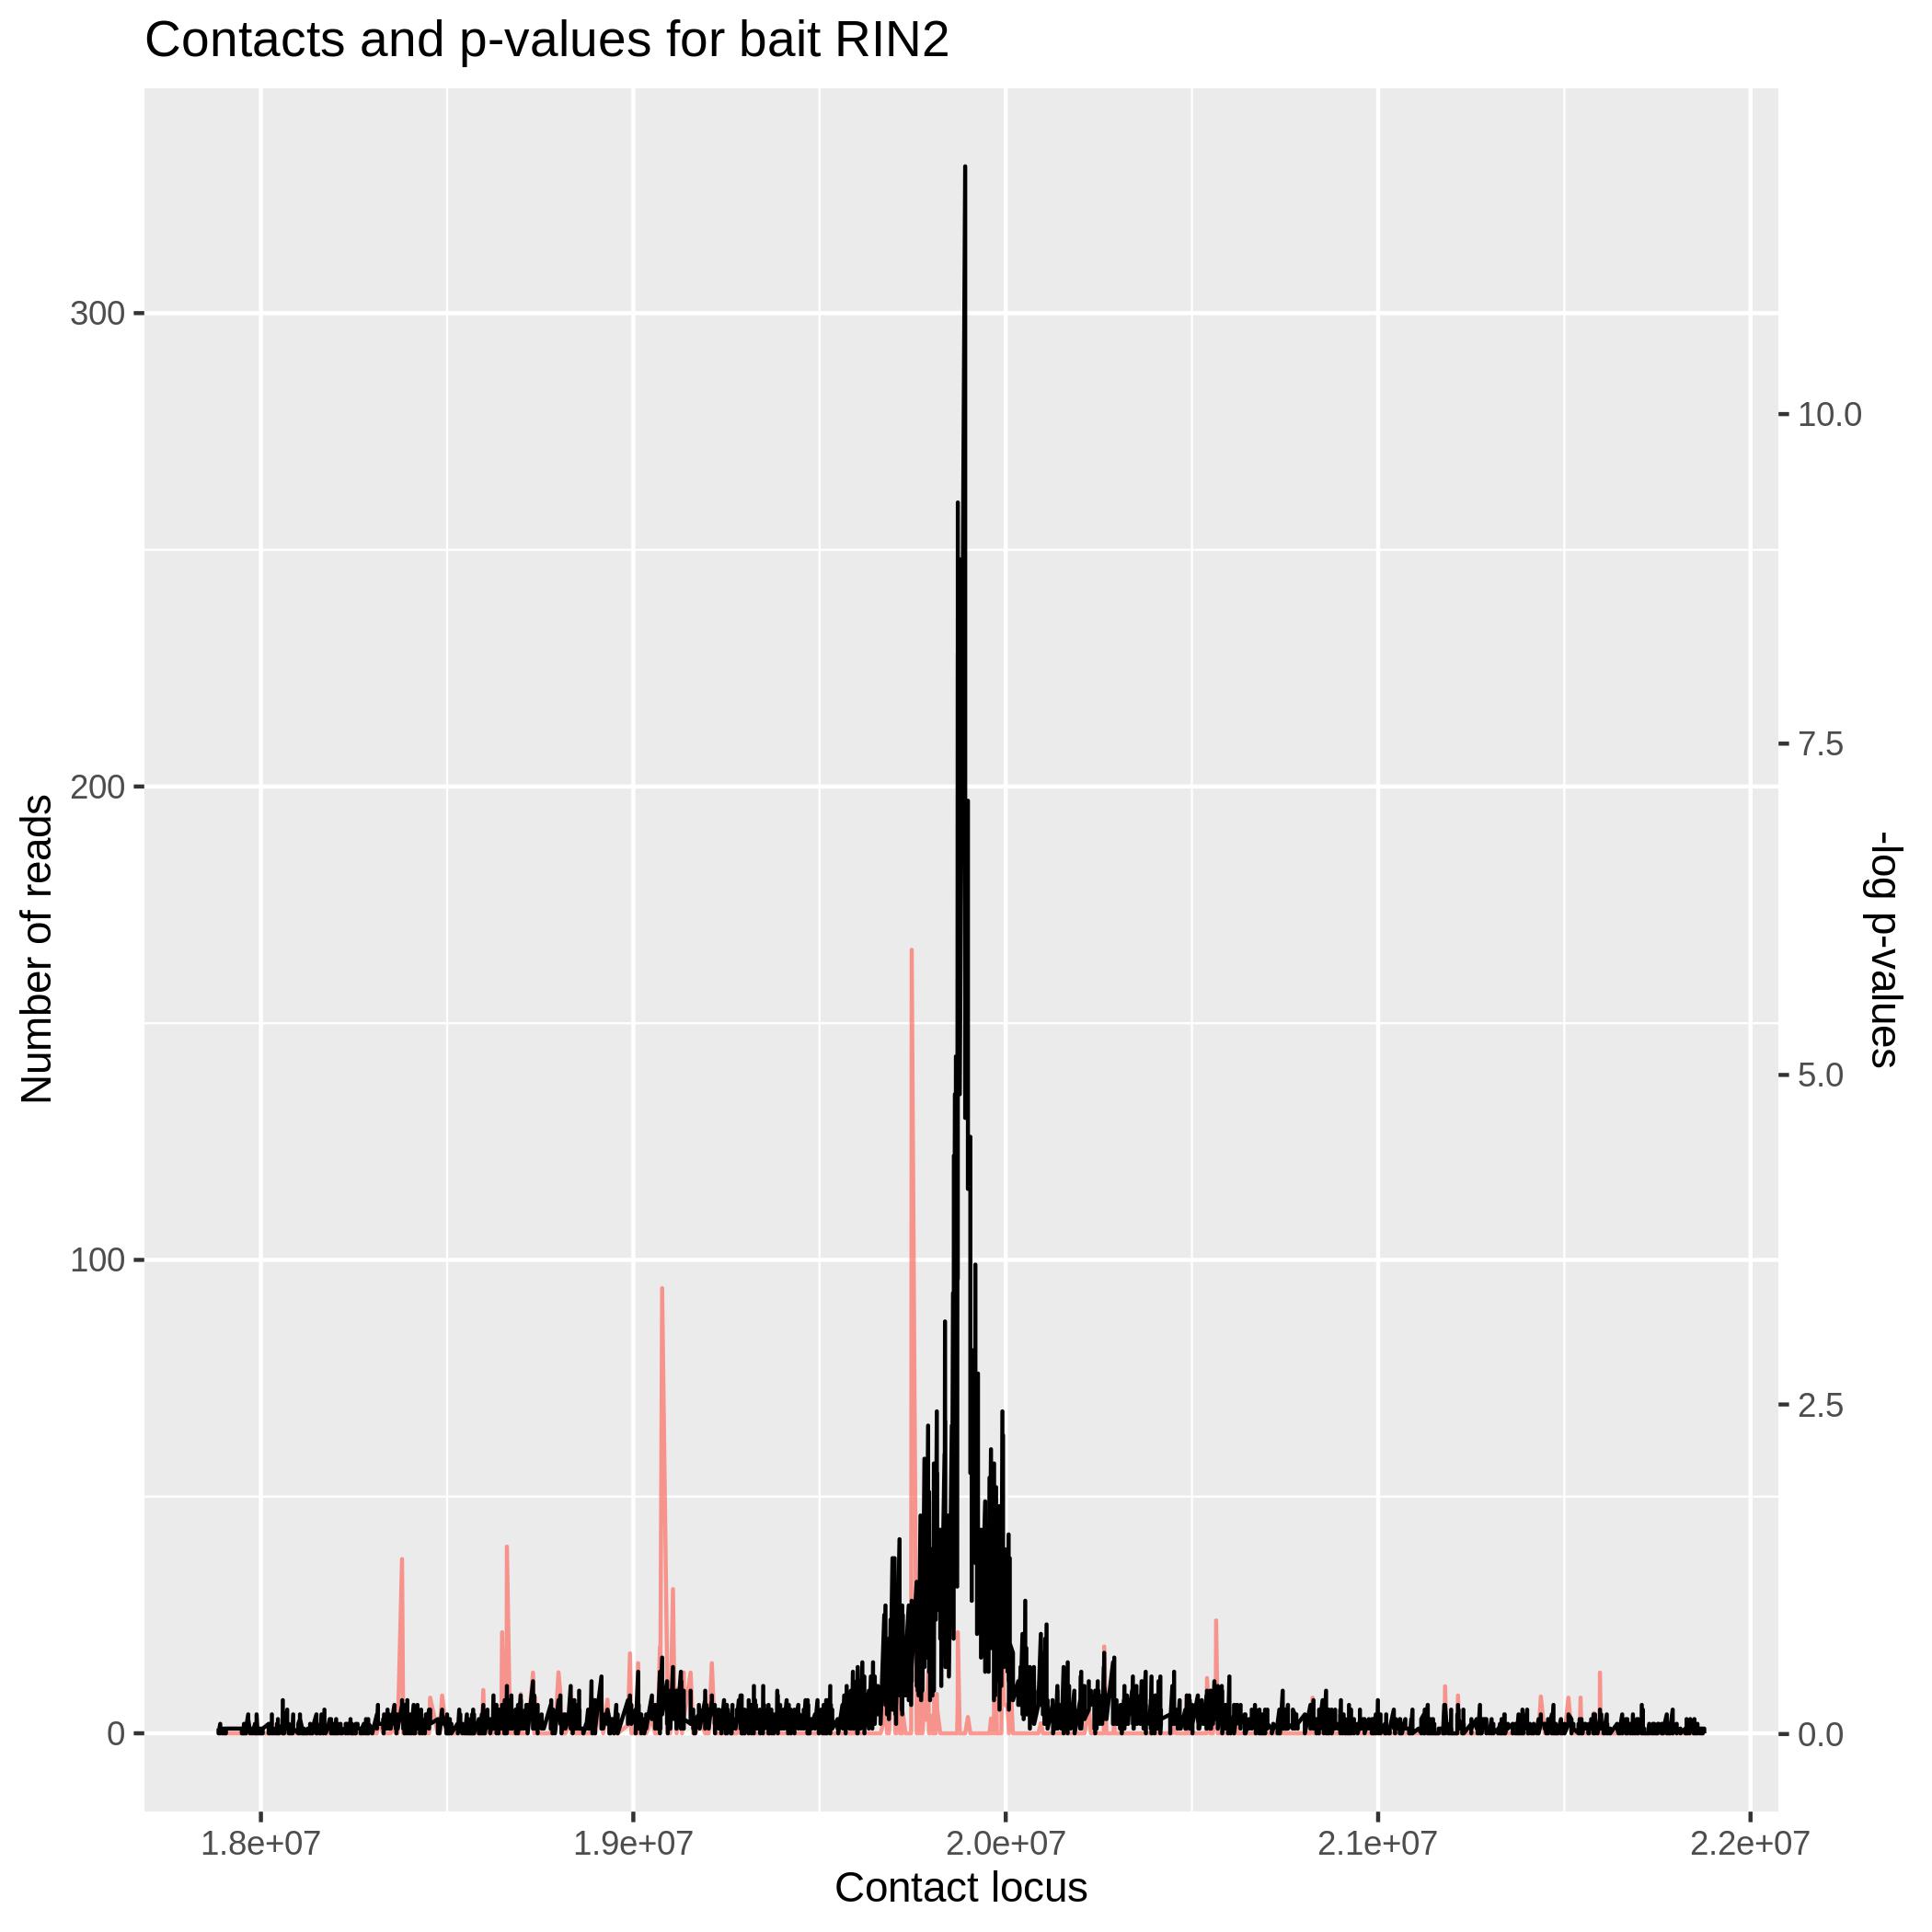 Contacts and p-values for bait RIN2
Number of reads
300
200
100
0
10.0
7.5
5.0
2.5
0.0
-log p-values
1.8e+07
1.9e+07
2.0e+07
2.1e+07
2.2e+07
Contact locus